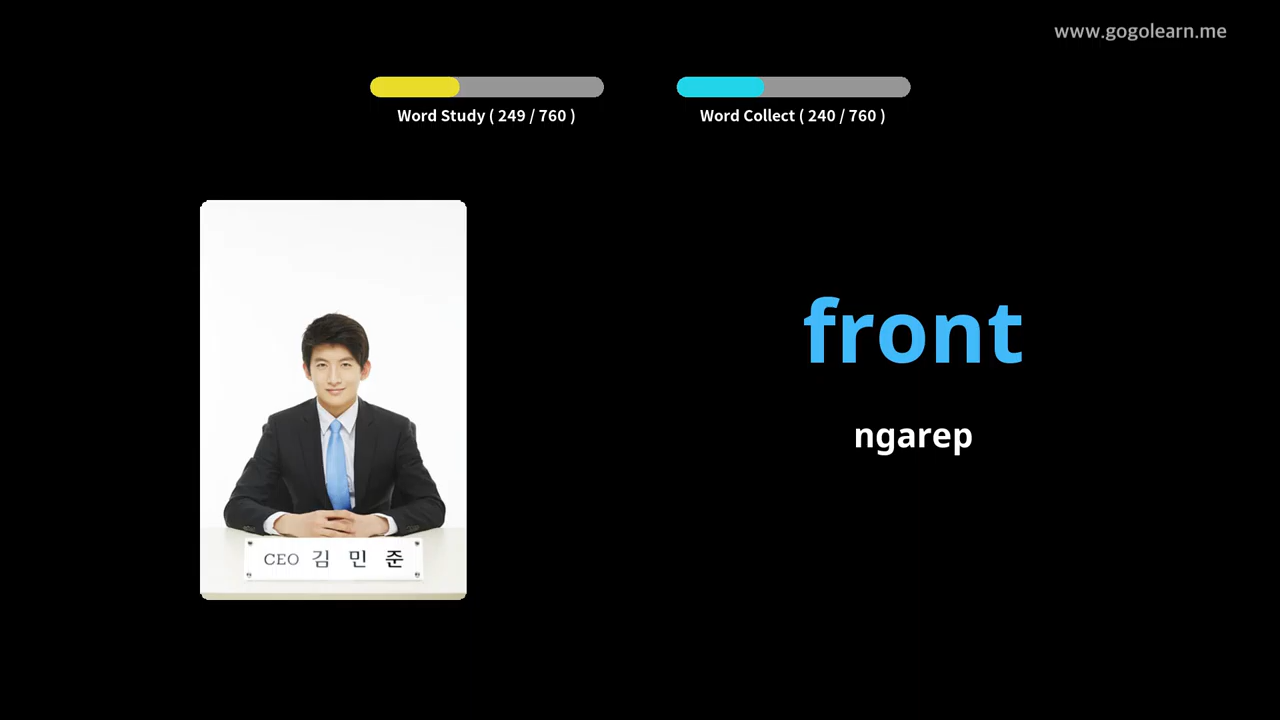 www.gogolearn.me
Word Study ( 249 / 760 )
Word Collect ( 240 / 760 )
front
ngarep
CEO 김 민 준